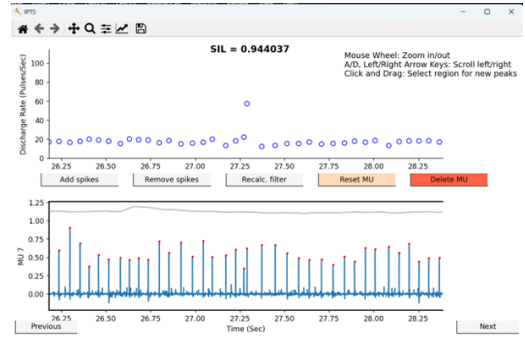 IPTS
SIL = 0.944037
Mouse Wheel: Zoom in/out
A/D, Left/Right Arrow Keys: Scroll left/right
Click and Drag: Select region for new peaks
Discharge Rate (Pulses/Sec)
100
80
60
40
20
0
26.25 26.50 26.75 27.00 27.25 27.50 27.75 28.00 28.25
Add spikes Remove spikes Recalc. filter Reset MU Delete MU
MU 7
1.25
1.00
0.75
0.50
0.25
0.00
26.25 26.50 26.75 27.00 27.25 27.50 27.75 28.00 28.25
Time (Sec)
Previous Next